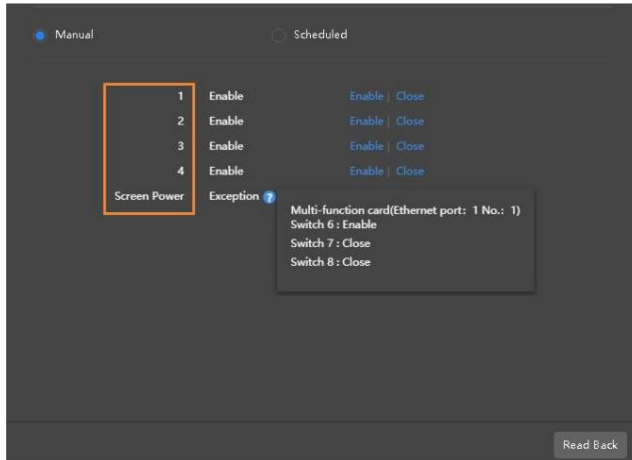 Manual Scheduled
1 Enable Enable | Close
2 Enable Enable | Close
3 Enable Enable | Close
4 Enable Enable | Close
Screen Power Exception ?
Multi-function card(Ethernet port: 1 No.: 1)
Switch 6 : Enable
Switch 7 : Close
Switch 8 : Close
Read Back